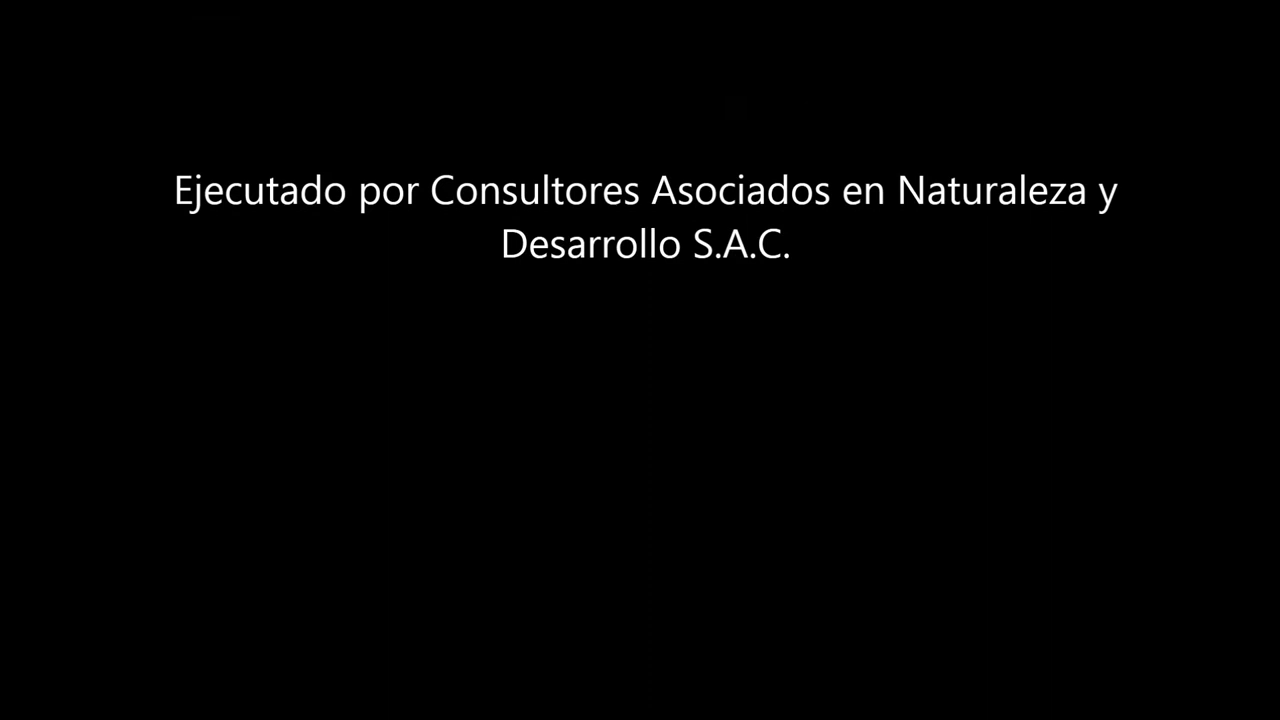 Ejecutado por Consultores Asociados en Naturaleza y
Desarrollo S.A.C.